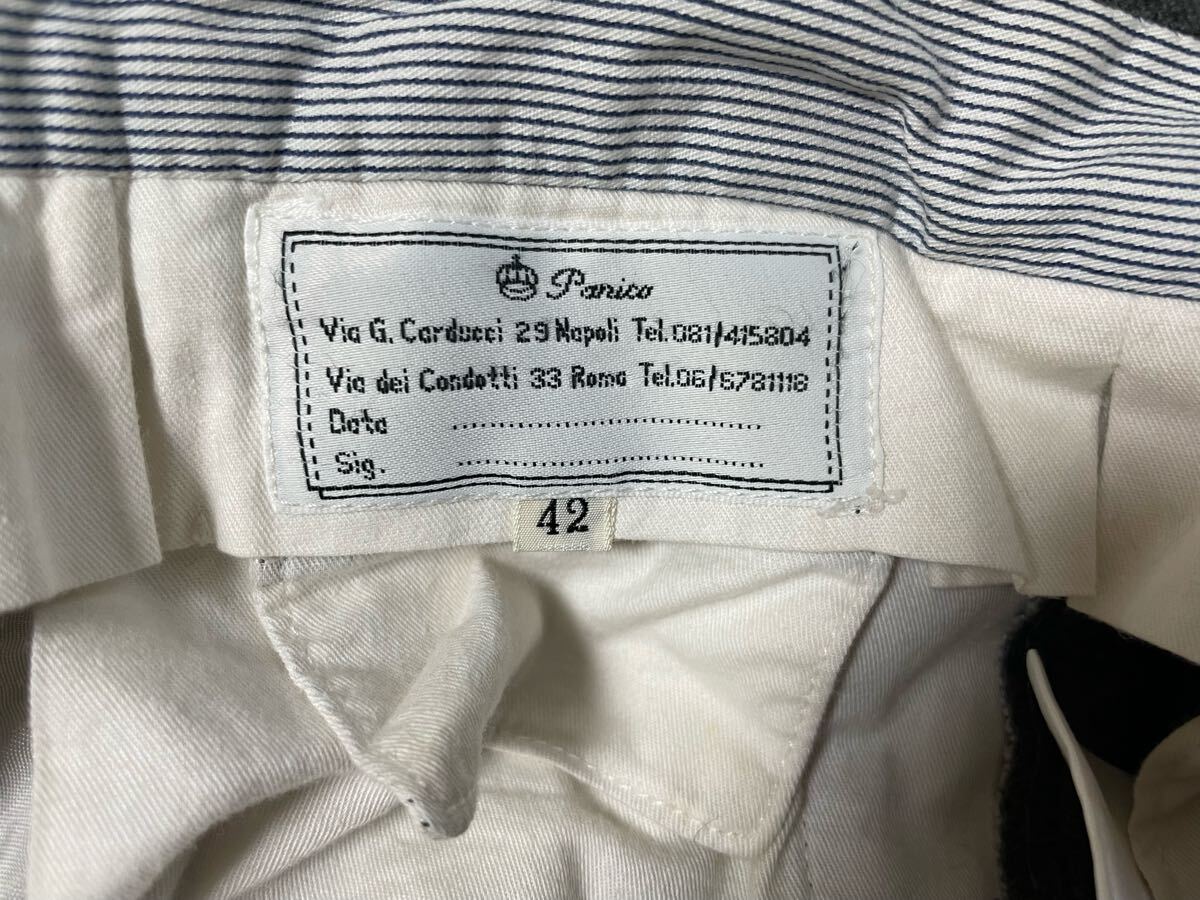 Panico
Via G. Carducci 29 Napoli Tel.081/415804
Via dei Condotti 33 Roma Tel.06/6781118
Data ........................................
Sig. ........................................
42